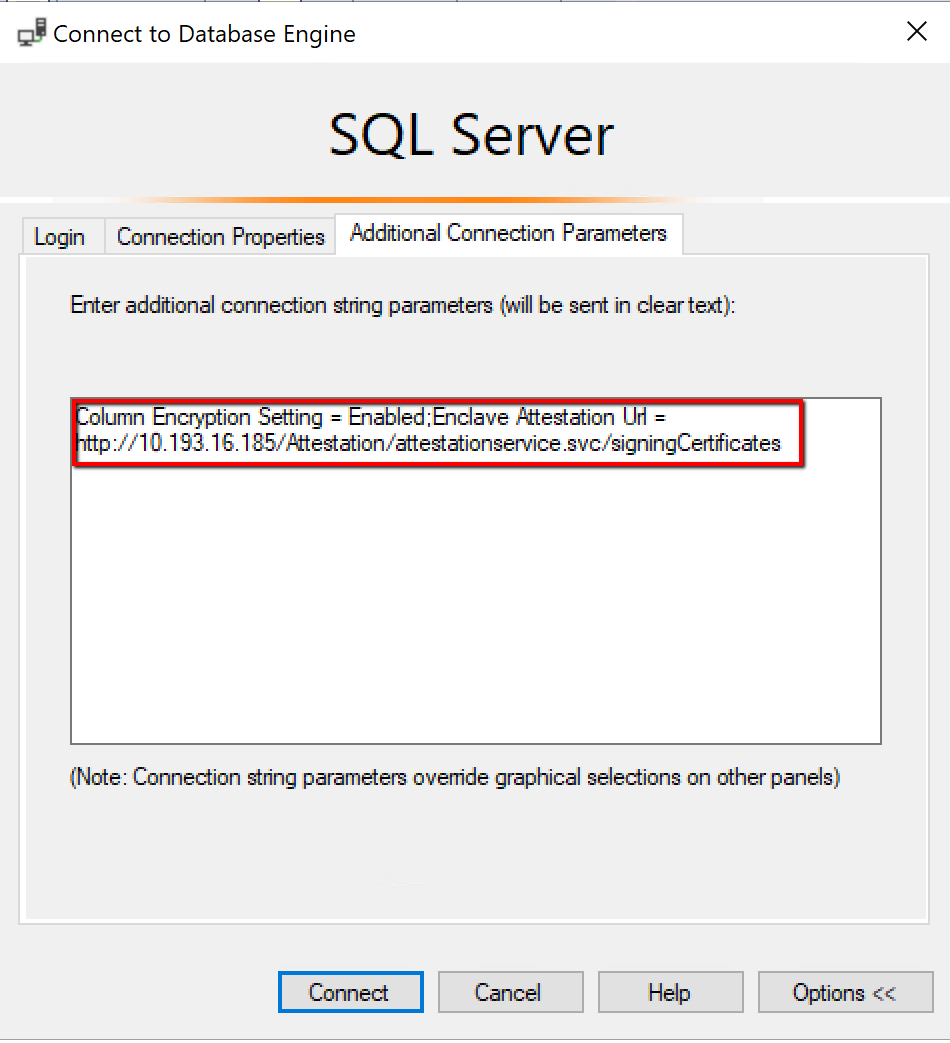 Connect to Database Engine
SQL Server
Login
Connection Properties
Additional Connection Parameters
Enter additional connection string parameters (will be sent in clear text):
Column Encryption Setting = Enabled;Enclave Attestation Url =
http://10.193.16.185/Attestation/attestationservice.svc/signingCertificates
(Note: Connection string parameters override graphical selections on other panels)
Connect
Cancel
Help
Options <<